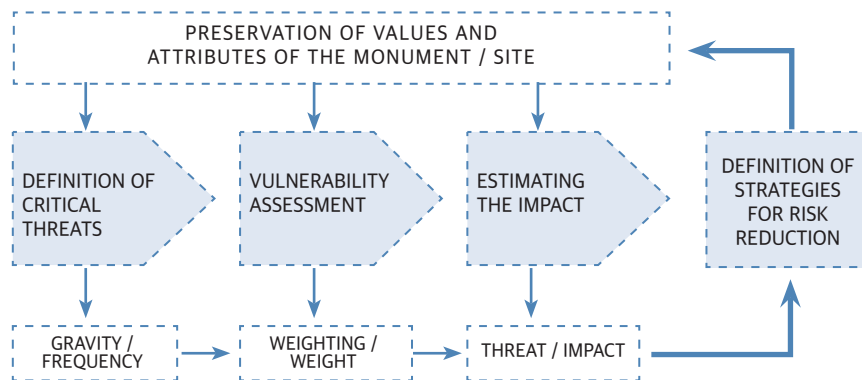 PRESERVATION OF VALUES AND
ATTRIBUTES OF THE MONUMENT / SITE
DEFINITION OF
CRITICAL
THREATS
VULNERABILITY
ASSESSMENT
ESTIMATING
THE IMPACT
DEFINITION OF
STRATEGIES
FOR RISK
REDUCTION
GRAVITY /
FREQUENCY
WEIGHTING /
WEIGHT
THREAT / IMPACT